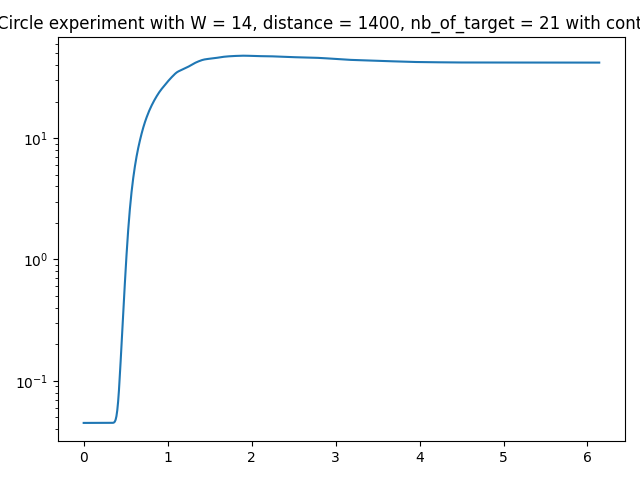 Circle experiment with W = 14, distance = 1400, nb_of_target = 21 with cont
10¹
10⁰
10⁻¹
0 1 2 3 4 5 6